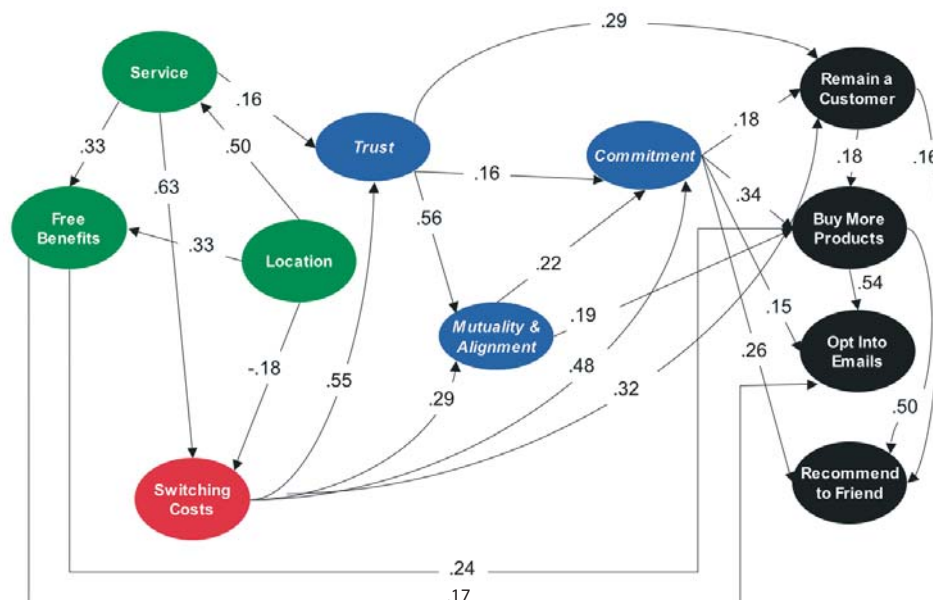 .29
Service
Remain a
Customer
.16
.33
.50
Trust
.18
Commitment
.18
.16
.63
.16
.34
Free
Benefits
.33
Location
.56
Buy More
Products
.22
.54
.19
.15
Mutuality &
Alignment
Opt Into
Emails
-.18
.55
.29
.48
.32
.26
.50
Switching
Costs
Recommend
to Friend
.24
.17